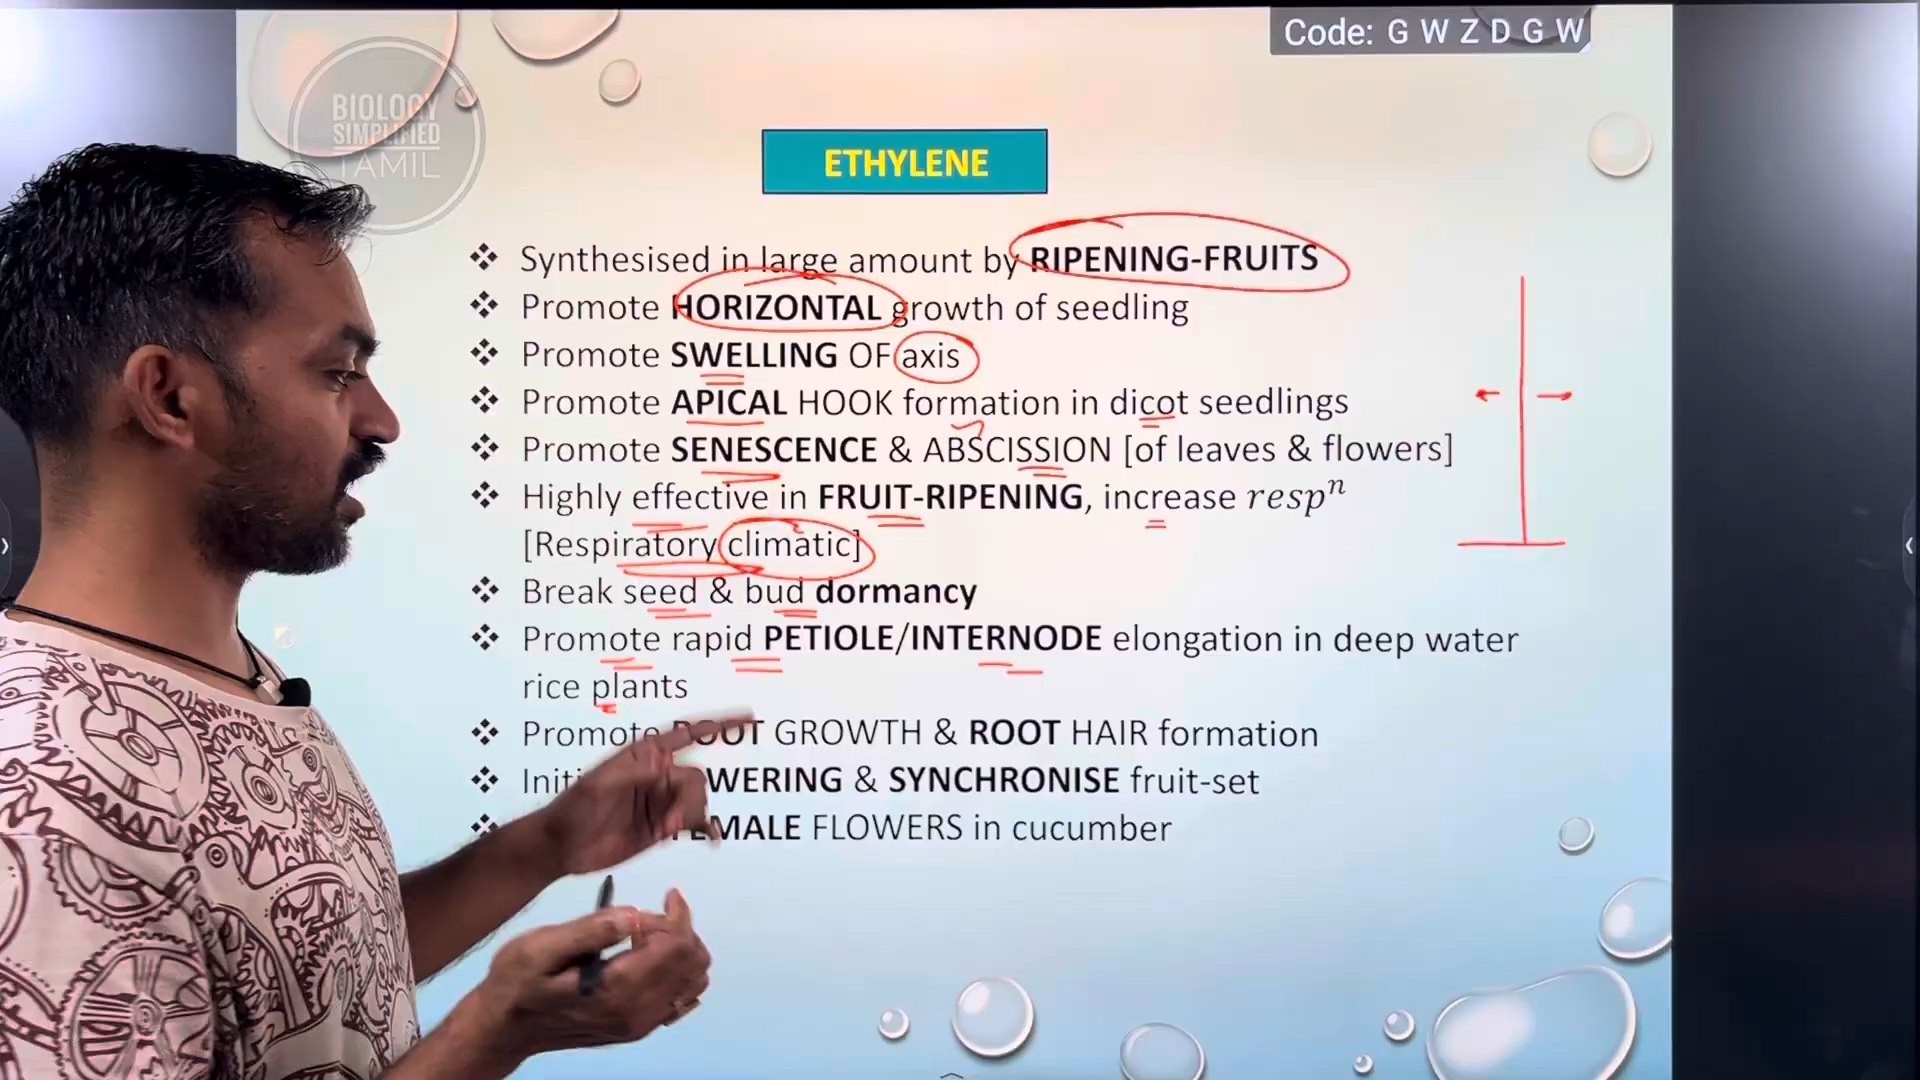 Code: G W Z D G W
BIOLOGY
SIMPLIFIED
TAMIL
ETHYLENE
❖ Synthesised in large amount by RIPENING-FRUITS
❖ Promote HORIZONTAL growth of seedling
❖ Promote SWELLING OF axis
❖ Promote APICAL HOOK formation in dicot seedlings
❖ Promote SENESCENCE & ABSCISSION [of leaves & flowers]
❖ Highly effective in FRUIT-RIPENING, increase respⁿ
[Respiratory climatic]
❖ Break seed & bud dormancy
❖ Promote rapid PETIOLE/INTERNODE elongation in deep water
rice plants
❖ Promote ROOT GROWTH & ROOT HAIR formation
❖ & SYNCHRONISE fruit-set
❖ FEMALE FLOWERS in cucumber